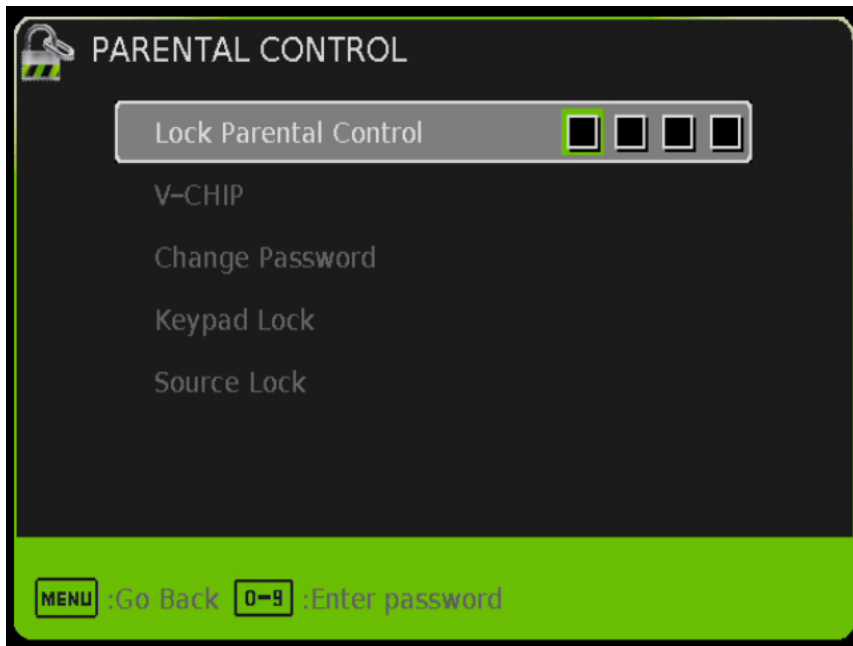 PARENTAL CONTROL
Lock Parental Control
V-CHIP
Change Password
Keypad Lock
Source Lock
MENU :Go Back 0-9 :Enter password